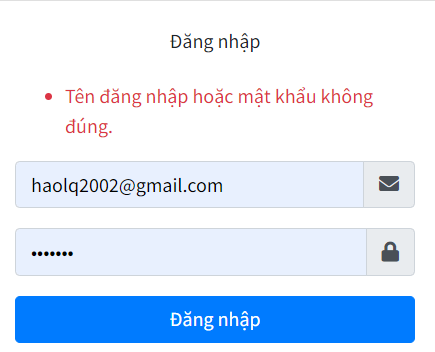 Đăng nhập
Tên đăng nhập hoặc mật khẩu không
đúng.
haolq2002@gmail.com
•••••••
Đăng nhập